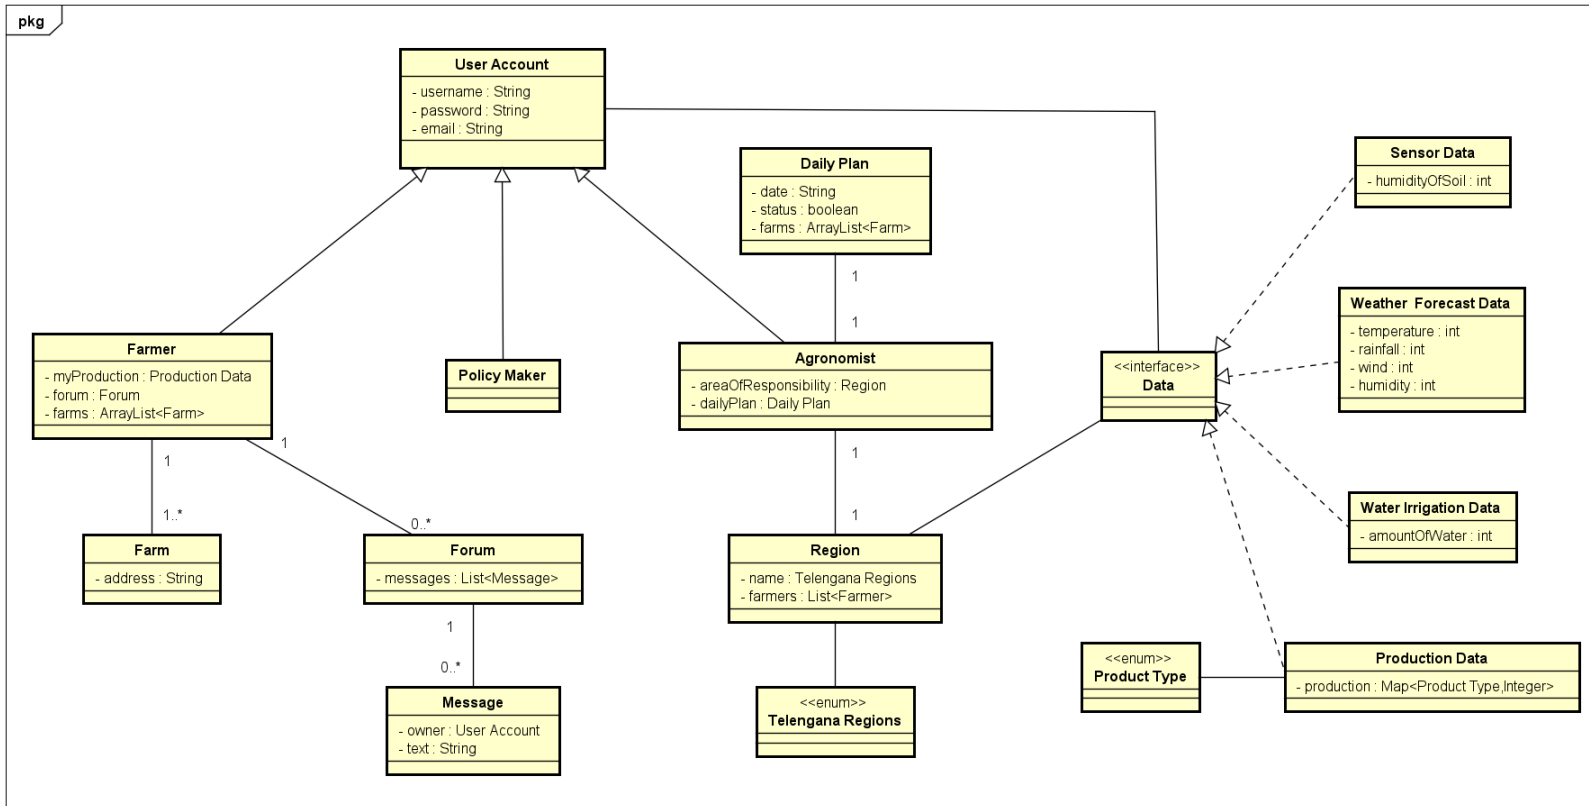 pkg
User Account
- username : String
- password : String
- email : String
Daily Plan
- date : String
- status : boolean
- farms : ArrayList<Farm>
Sensor Data
- humidityOfSoil : int
Weather Forecast Data
- temperature : int
- rainfall : int
- wind : int
- humidity : int
1
1
Farmer
- myProduction : Production Data
- forum : Forum
- farms : ArrayList<Farm>
Policy Maker
Agronomist
- areaOfResponsibility : Region
- dailyPlan : Daily Plan
<<interface>>
Data
1
1
1
1..*
0..*
1
Water Irrigation Data
- amountOfWater : int
Farm
- address : String
Forum
- messages : List<Message>
Region
- name : Telengana Regions
- farmers : List<Farmer>
1
0..*
<<enum>>
Product Type
Production Data
- production : Map<Product Type,Integer>
Message
- owner : User Account
- text : String
<<enum>>
Telengana Regions